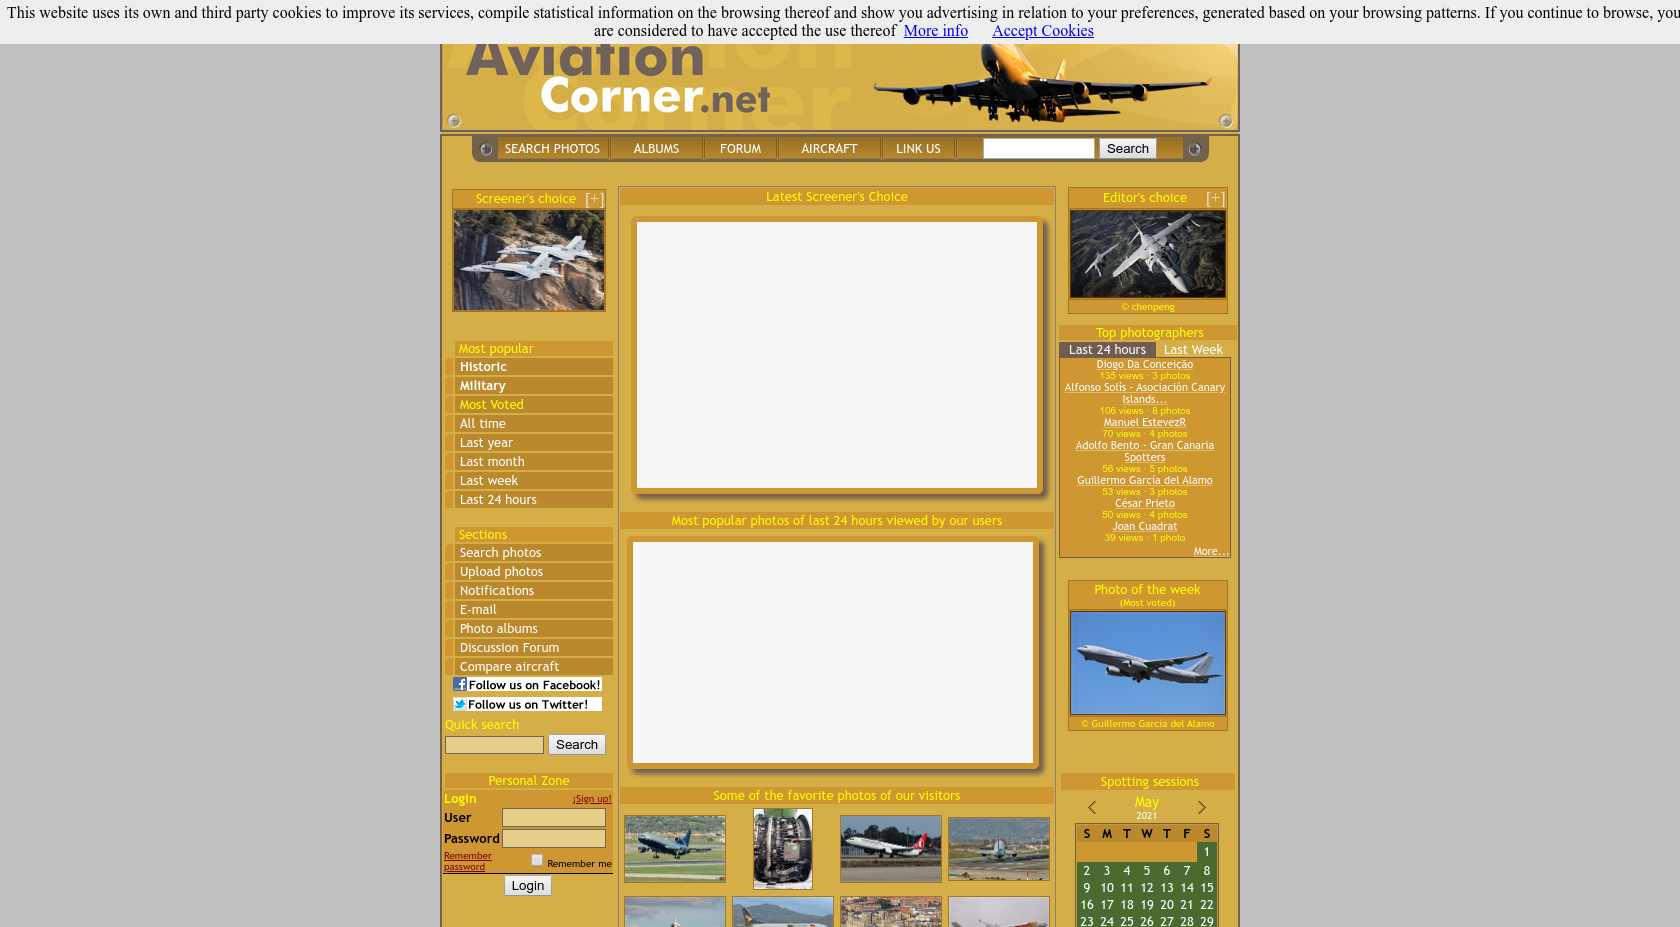 This website uses its own and third party cookies to improve its services, compile statistical information on the browsing thereof and show you advertising in relation to your preferences, generated based on your browsing patterns. If you continue to browse, you
are considered to have accepted the use thereof More info Accept Cookies
Aviation
Corner.net
SEARCH PHOTOS ALBUMS FORUM AIRCRAFT LINK US Search
Screener's choice [+]
Most popular
Historic
Military
Most Voted
All time
Last year
Last month
Last week
Last 24 hours
Sections
Search photos
Upload photos
Notifications
E-mail
Photo albums
Discussion Forum
Compare aircraft
Follow us on Facebook!
Follow us on Twitter!
Quick search
Search
Personal Zone
Login ¡Sign up!
User
Password
Remember
password
Remember me
Login
Latest Screener's Choice
Most popular photos of last 24 hours viewed by our users
Some of the favorite photos of our visitors
Editor's choice [+]
© chenpeng
Top photographers
Last 24 hours Last Week
Diogo Da Conceição
135 views · 3 photos
Alfonso Solís - Asociación Canary
Islands...
106 views · 8 photos
Manuel EstevezR
70 views · 4 photos
Adolfo Bento - Gran Canaria
Spotters
56 views · 5 photos
Guillermo Garcia del Alamo
53 views · 3 photos
César Prieto
50 views · 4 photos
Joan Cuadrat
39 views · 1 photo
More...
Photo of the week
(Most voted)
© Guillermo Garcia del Alamo
Spotting sessions
May
2021
S M T W T F S
1
2 3 4 5 6 7 8
9 10 11 12 13 14 15
16 17 18 19 20 21 22
23 24 25 26 27 28 29